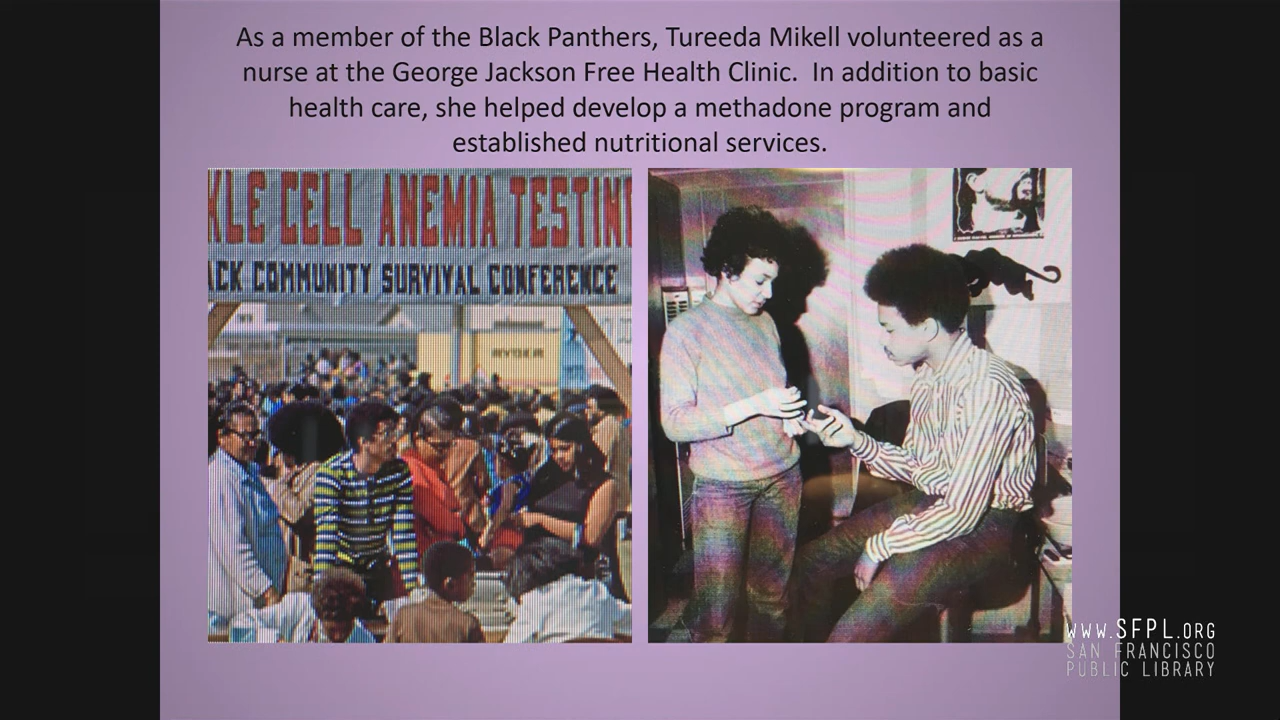 As a member of the Black Panthers, Tureeda Mikell volunteered as a
nurse at the George Jackson Free Health Clinic. In addition to basic
health care, she helped develop a methadone program and
established nutritional services.
KLE CELL ANEMIA TESTIN
ACK COMMUNITY SURVIVAL CONFERENCE
RYDER
WWW.SFPL.ORG
SAN FRANCISCO
PUBLIC LIBRARY